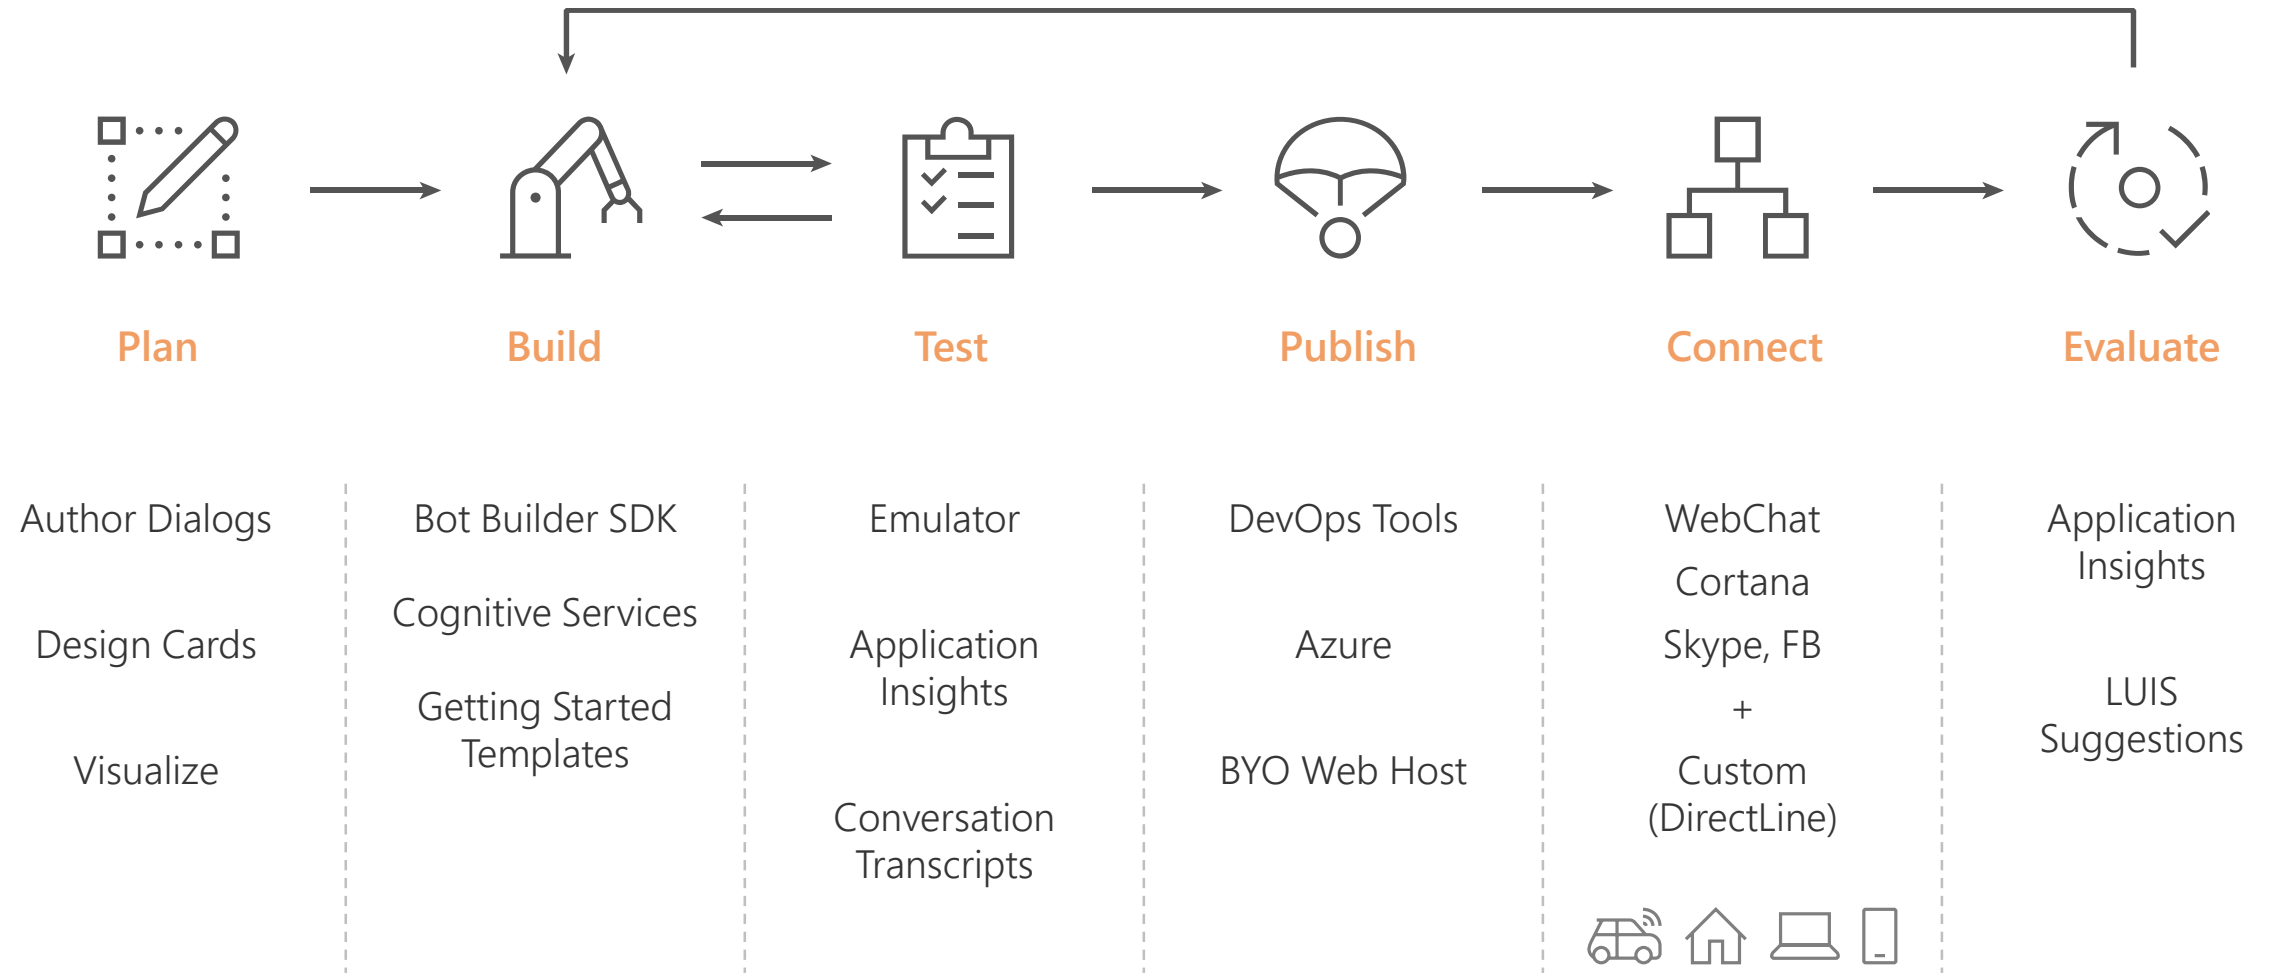 Plan
Build
Test
Publish
Connect
Evaluate
Author Dialogs
Design Cards
Visualize
Bot Builder SDK
Cognitive Services
Getting Started
Templates
Emulator
Application
Insights
Conversation
Transcripts
DevOps Tools
Azure
BYO Web Host
WebChat
Cortana
Skype, FB
+
Custom
(DirectLine)
Application
Insights
LUIS
Suggestions